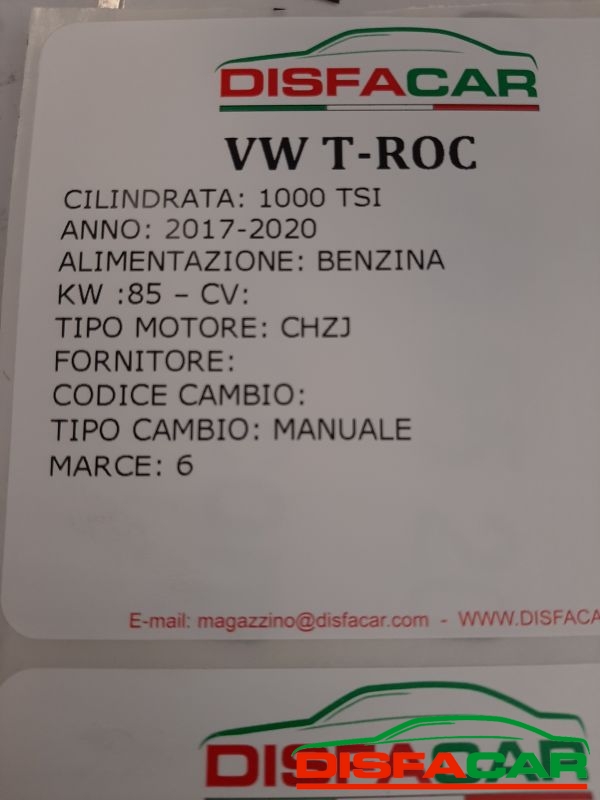 DISFACAR
VW T-ROC
CILINDRATA: 1000 TSI
ANNO: 2017-2020
ALIMENTAZIONE: BENZINA
KW :85 – CV:
TIPO MOTORE: CHZJ
FORNITORE:
CODICE CAMBIO:
TIPO CAMBIO: MANUALE
MARCE: 6
E-mail: magazzino@disfacar.com - WWW.DISFACA
DISFACAR
DISFACAR